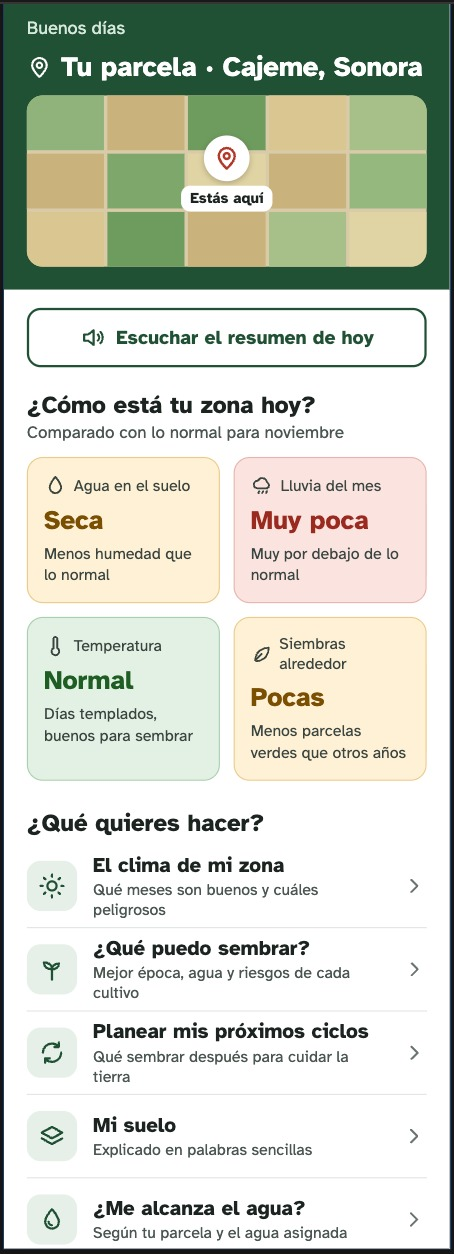 Buenos días
Tu parcela · Cajeme, Sonora
Estás aquí
Escuchar el resumen de hoy
¿Cómo está tu zona hoy?
Comparado con lo normal para noviembre
Agua en el suelo
Seca
Menos humedad que
lo normal
Lluvia del mes
Muy poca
Muy por debajo de lo
normal
Temperatura
Normal
Días templados,
buenos para sembrar
Siembras
alrededor
Pocas
Menos parcelas
verdes que otros años
¿Qué quieres hacer?
El clima de mi zona
Qué meses son buenos y cuáles
peligrosos
¿Qué puedo sembrar?
Mejor época, agua y riesgos de cada
cultivo
Planear mis próximos ciclos
Qué sembrar después para cuidar la
tierra
Mi suelo
Explicado en palabras sencillas
¿Me alcanza el agua?
Según tu parcela y el agua asignada